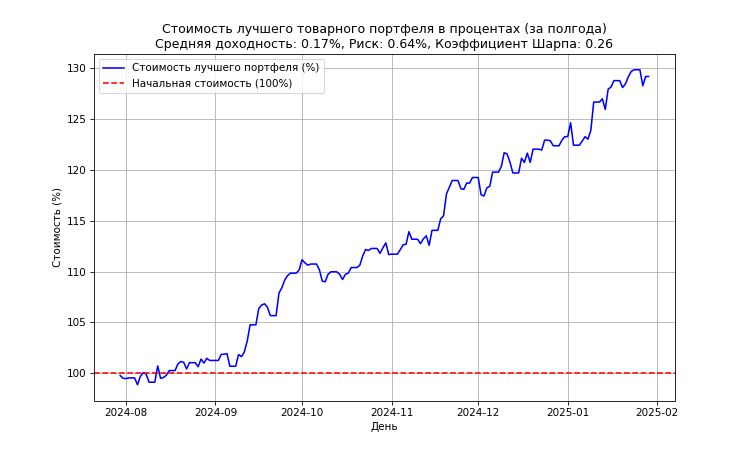 Стоимость лучшего товарного портфеля в процентах (за полгода)
Средняя доходность: 0.17%, Риск: 0.64%, Коэффициент Шарпа: 0.26
Стоимость лучшего портфеля (%)
Начальная стоимость (100%)
Стоимость (%)
130
125
120
115
110
105
100
2024-08
2024-09
2024-10
2024-11
2024-12
2025-01
2025-02
День